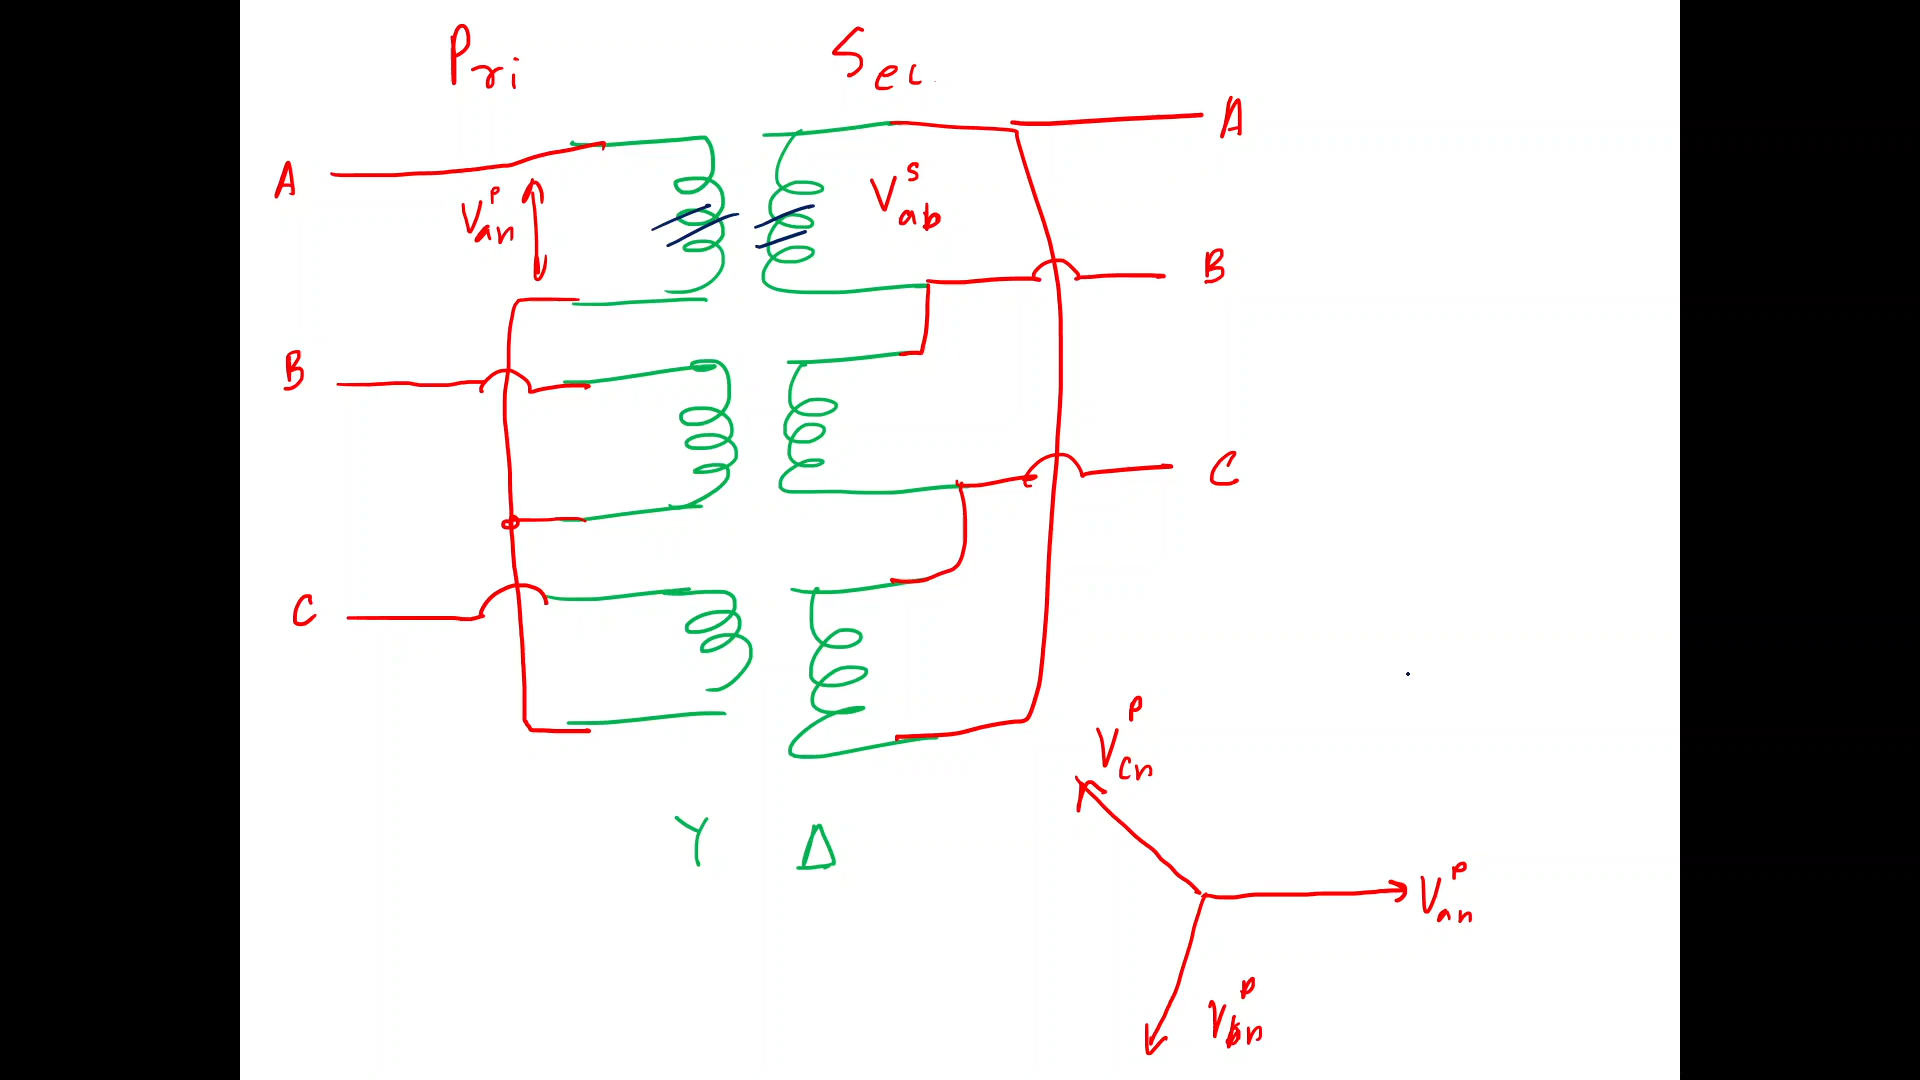 Pri Sec
A
A
V^P_an
V^S_ab
B
B
C
C
Y Δ
V^P_cn
V^P_an
V^P_bn